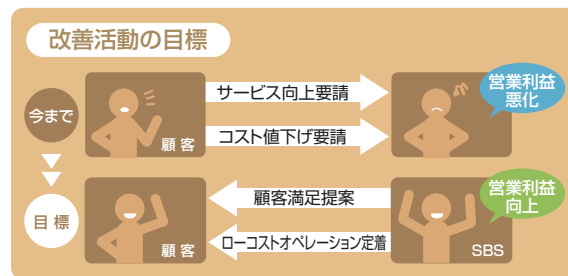 改善活動の目標
今まで
顧客
サービス向上要請
コスト値下げ要請
営業利益
悪化
目標
顧客
顧客満足提案
ローコストオペレーション定着
営業利益
向上
SBS